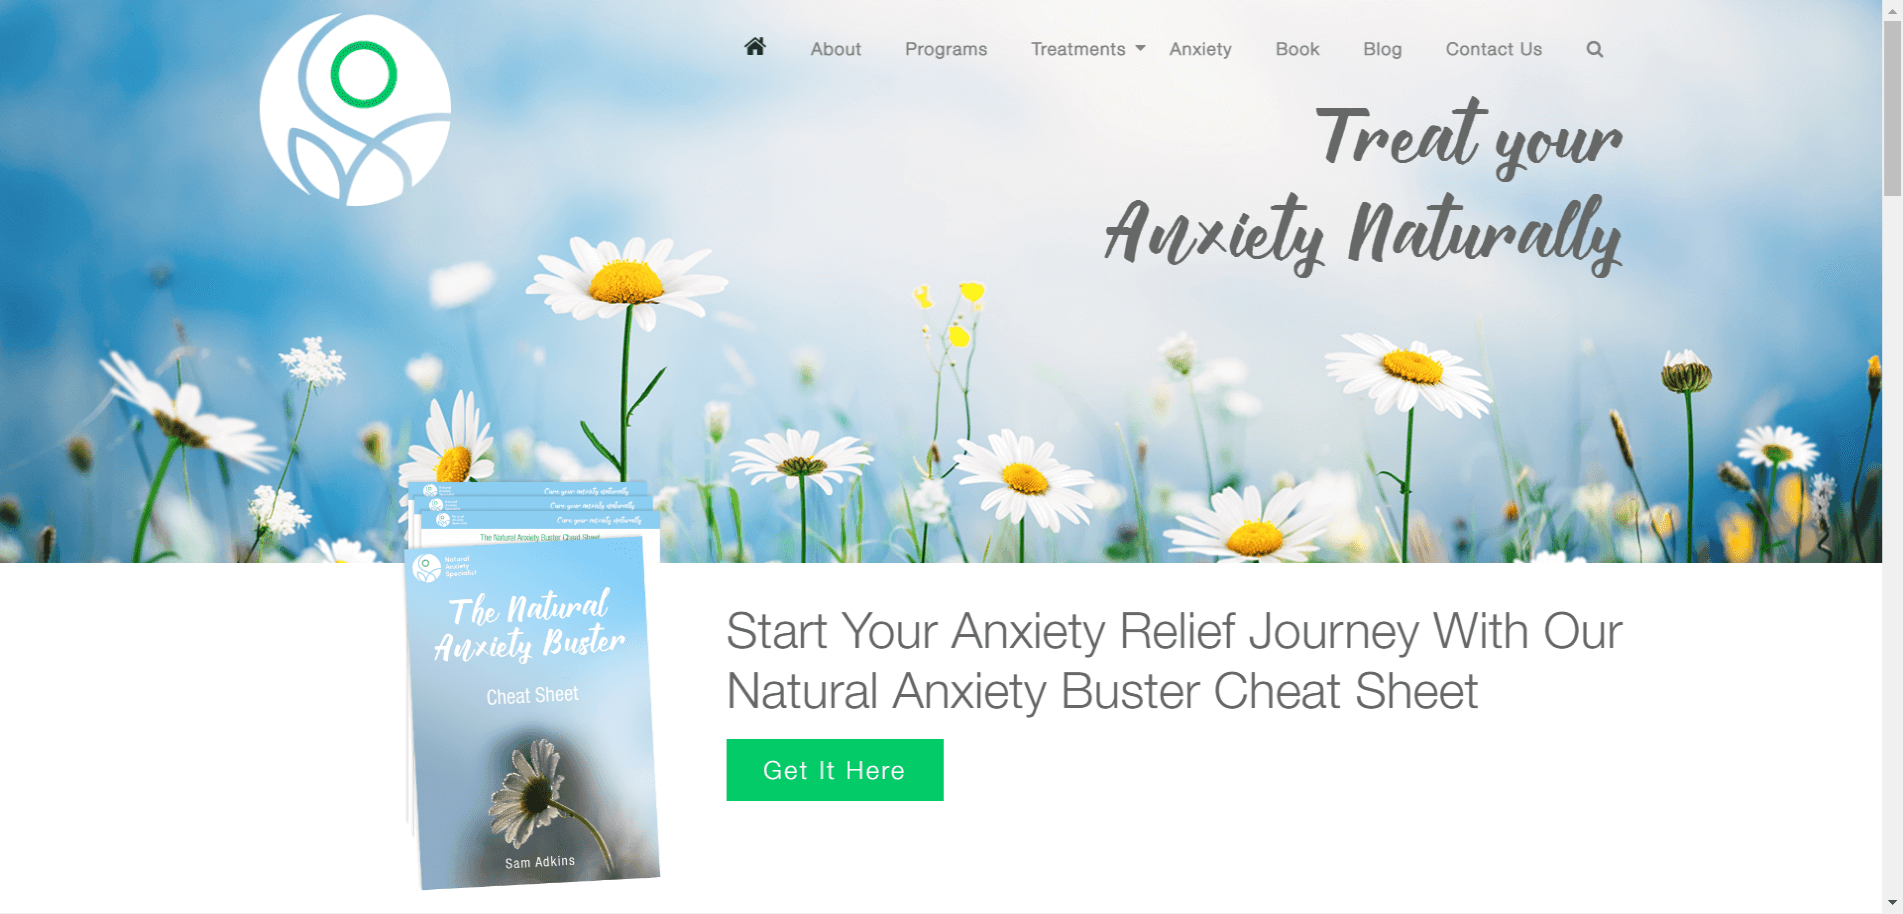 About Programs Treatments Anxiety Book Blog Contact Us
Treat your
Anxiety Naturally
Cure your anxiety naturally
Cure your anxiety naturally
Cure your anxiety naturally
The Natural Anxiety Buster Cheat Sheet
Natural
Anxiety
Specialist
The Natural
Anxiety Buster
Cheat Sheet
Sam Adkins
Start Your Anxiety Relief Journey With Our
Natural Anxiety Buster Cheat Sheet
Get It Here